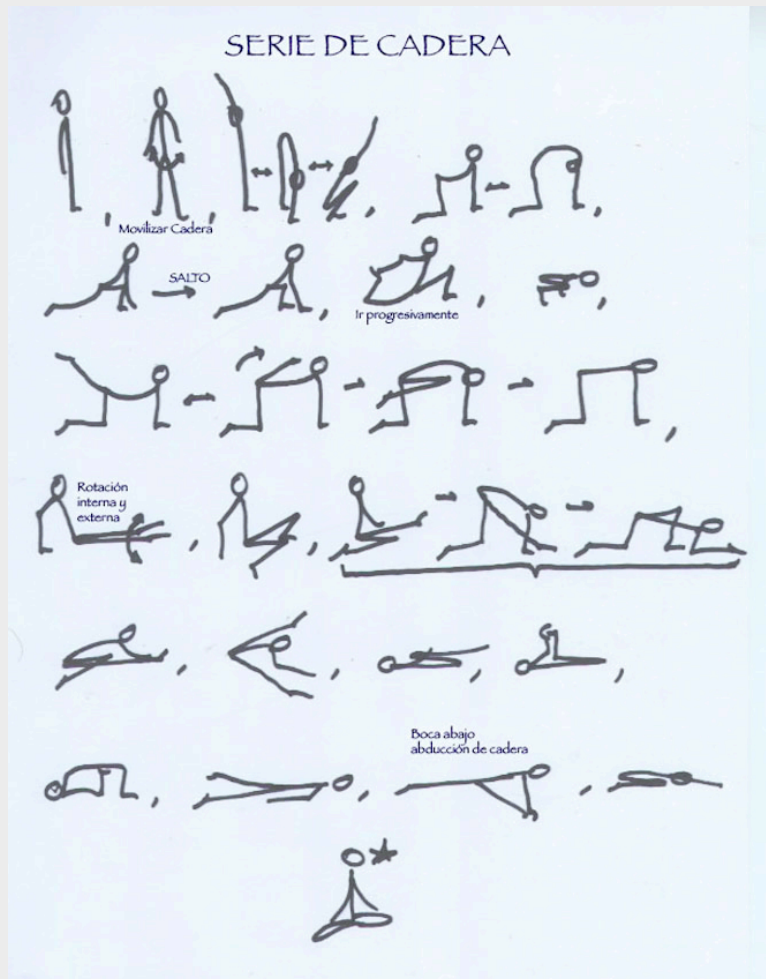 SERIE DE CADERA
Movilizar Cadera
SALTO
Ir progresivamente
Rotación
interna y
externa
Boca abajo
abducción de cadera